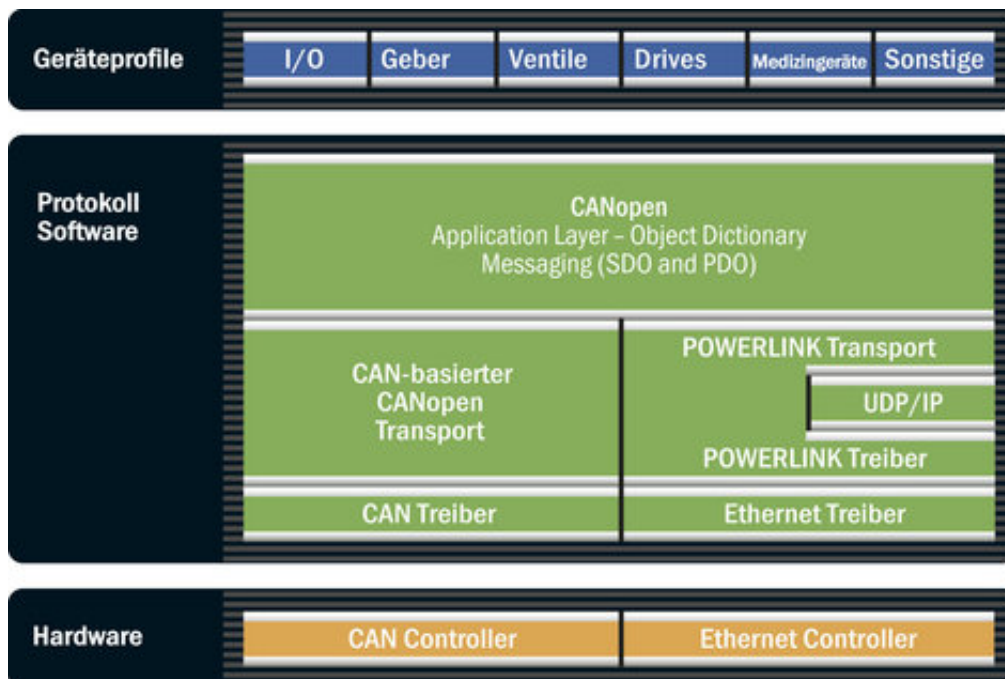 Geräteprofile
I/O
Geber
Ventile
Drives
Medizingeräte
Sonstige
Protokoll
Software
CANopen
Application Layer – Object Dictionary
Messaging (SDO and PDO)
CAN-basierter
CANopen
Transport
POWERLINK Transport
UDP/IP
POWERLINK Treiber
CAN Treiber
Ethernet Treiber
Hardware
CAN Controller
Ethernet Controller